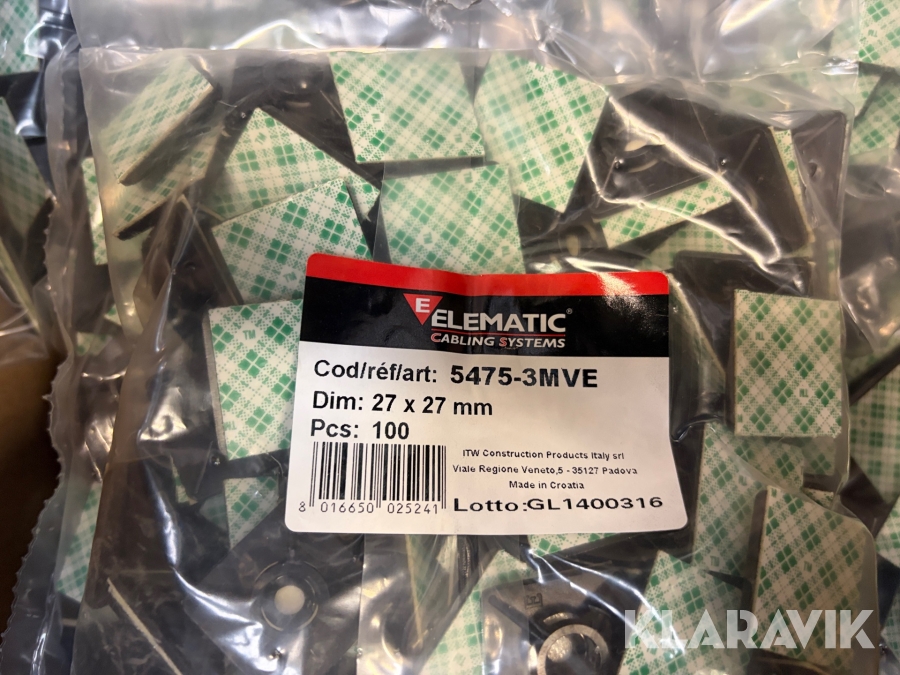 E
ELEMATIC®
CABLING SYSTEMS
Cod/réf/art: 5475-3MVE
Dim: 27 x 27 mm
Pcs: 100
ITW Construction Products Italy srl
Viale Regione Veneto,5 - 35127 Padova
Made in Croatia
8 016650 025241
Lotto:GL1400316
KLARAVIK